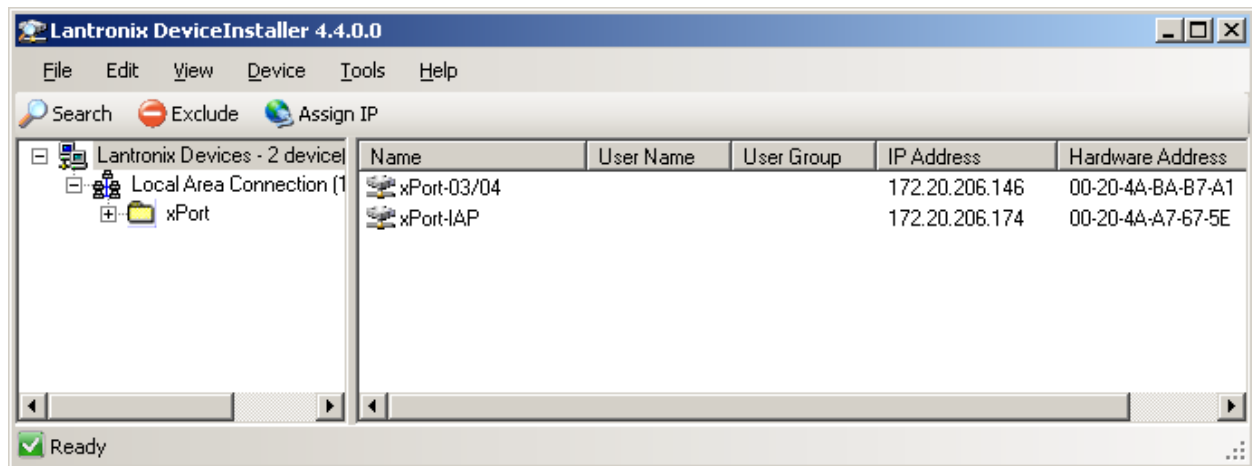 Lantronix DeviceInstaller 4.4.0.0
File Edit View Device Tools Help
Search Exclude Assign IP
Lantronix Devices - 2 device(
Local Area Connection (1
xPort
Name User Name User Group IP Address Hardware Address
xPort-03/04 172.20.206.146 00-20-4A-BA-B7-A1
xPort-IAP 172.20.206.174 00-20-4A-A7-67-5E
Ready